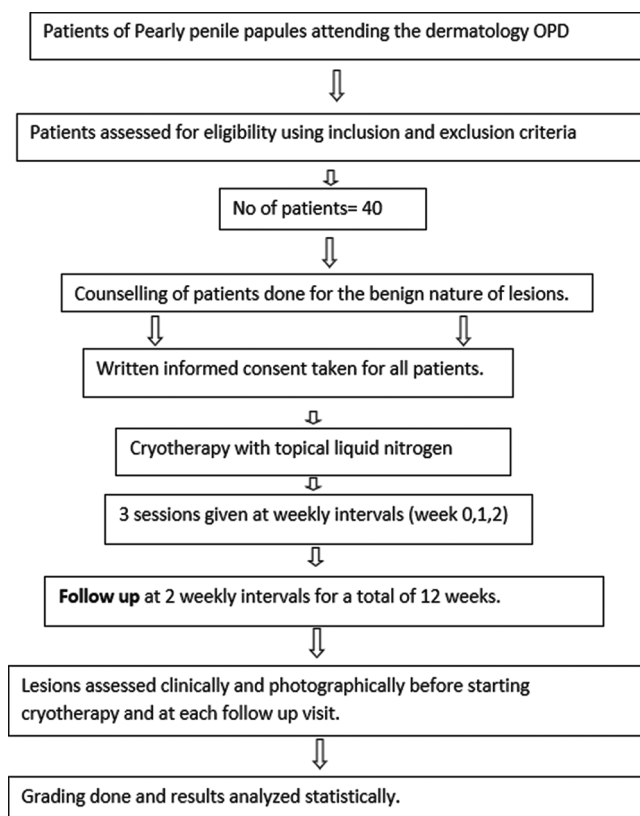 Patients of Pearly penile papules attending the dermatology OPD
Patients assessed for eligibility using inclusion and exclusion criteria
No of patients= 40
Counselling of patients done for the benign nature of lesions.
Written informed consent taken for all patients.
Cryotherapy with topical liquid nitrogen
3 sessions given at weekly intervals (week 0,1,2)
Follow up at 2 weekly intervals for a total of 12 weeks.
Lesions assessed clinically and photographically before starting
cryotherapy and at each follow up visit.
Grading done and results analyzed statistically.